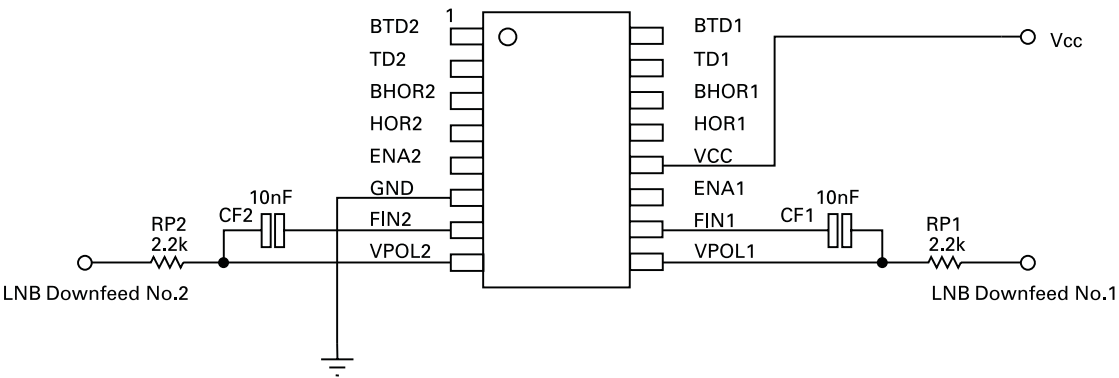 1
BTD2
BTD1
Vcc
TD2
TD1
BHOR2
BHOR1
HOR2
HOR1
ENA2
VCC
GND
ENA1
10nF
10nF
CF2
FIN2
FIN1
CF1
RP2
RP1
2.2k
2.2k
VPOL2
VPOL1
LNB Downfeed No.2
LNB Downfeed No.1